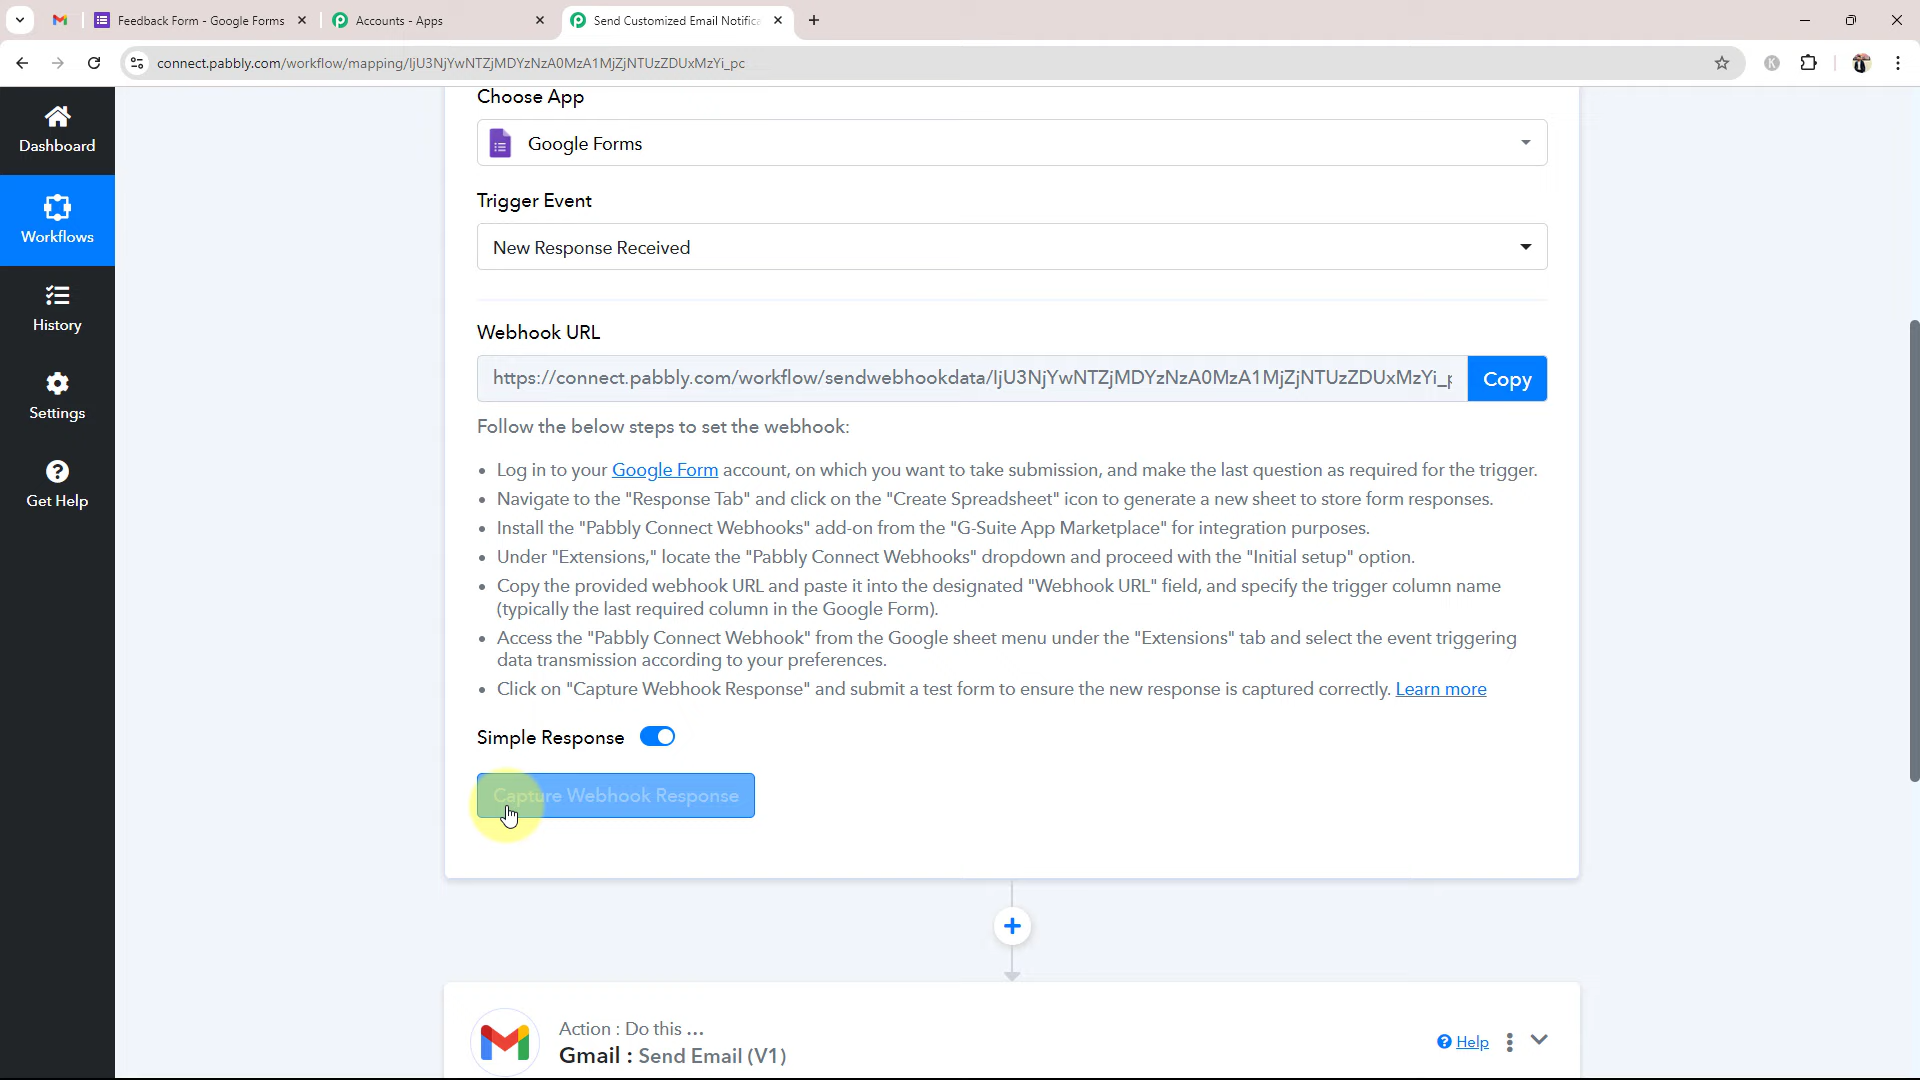 Feedback Form - Google Forms
Accounts - Apps
Send Customized Email Notifica
connect.pabbly.com/workflow/mapping/IjU3NjYwNTZjMDYzNzA0MzA1MjZjNTUzZDUxMzYi_pc
K
Dashboard
Workflows
History
Settings
Get Help
Choose App
Google Forms
Trigger Event
New Response Received
Webhook URL
https://connect.pabbly.com/workflow/sendwebhookdata/IjU3NjYwNTZjMDYzNzA0MzA1MjZjNTUzZDUxMzYi_p
Copy
Follow the below steps to set the webhook:
• Log in to your Google Form account, on which you want to take submission, and make the last question as required for the trigger.
• Navigate to the "Response Tab" and click on the "Create Spreadsheet" icon to generate a new sheet to store form responses.
• Install the "Pabbly Connect Webhooks" add-on from the "G-Suite App Marketplace" for integration purposes.
• Under "Extensions," locate the "Pabbly Connect Webhooks" dropdown and proceed with the "Initial setup" option.
• Copy the provided webhook URL and paste it into the designated "Webhook URL" field, and specify the trigger column name
(typically the last required column in the Google Form).
• Access the "Pabbly Connect Webhook" from the Google sheet menu under the "Extensions" tab and select the event triggering
data transmission according to your preferences.
• Click on "Capture Webhook Response" and submit a test form to ensure the new response is captured correctly. Learn more
Simple Response
Capture Webhook Response
Action : Do this ...
Gmail : Send Email (V1)
Help